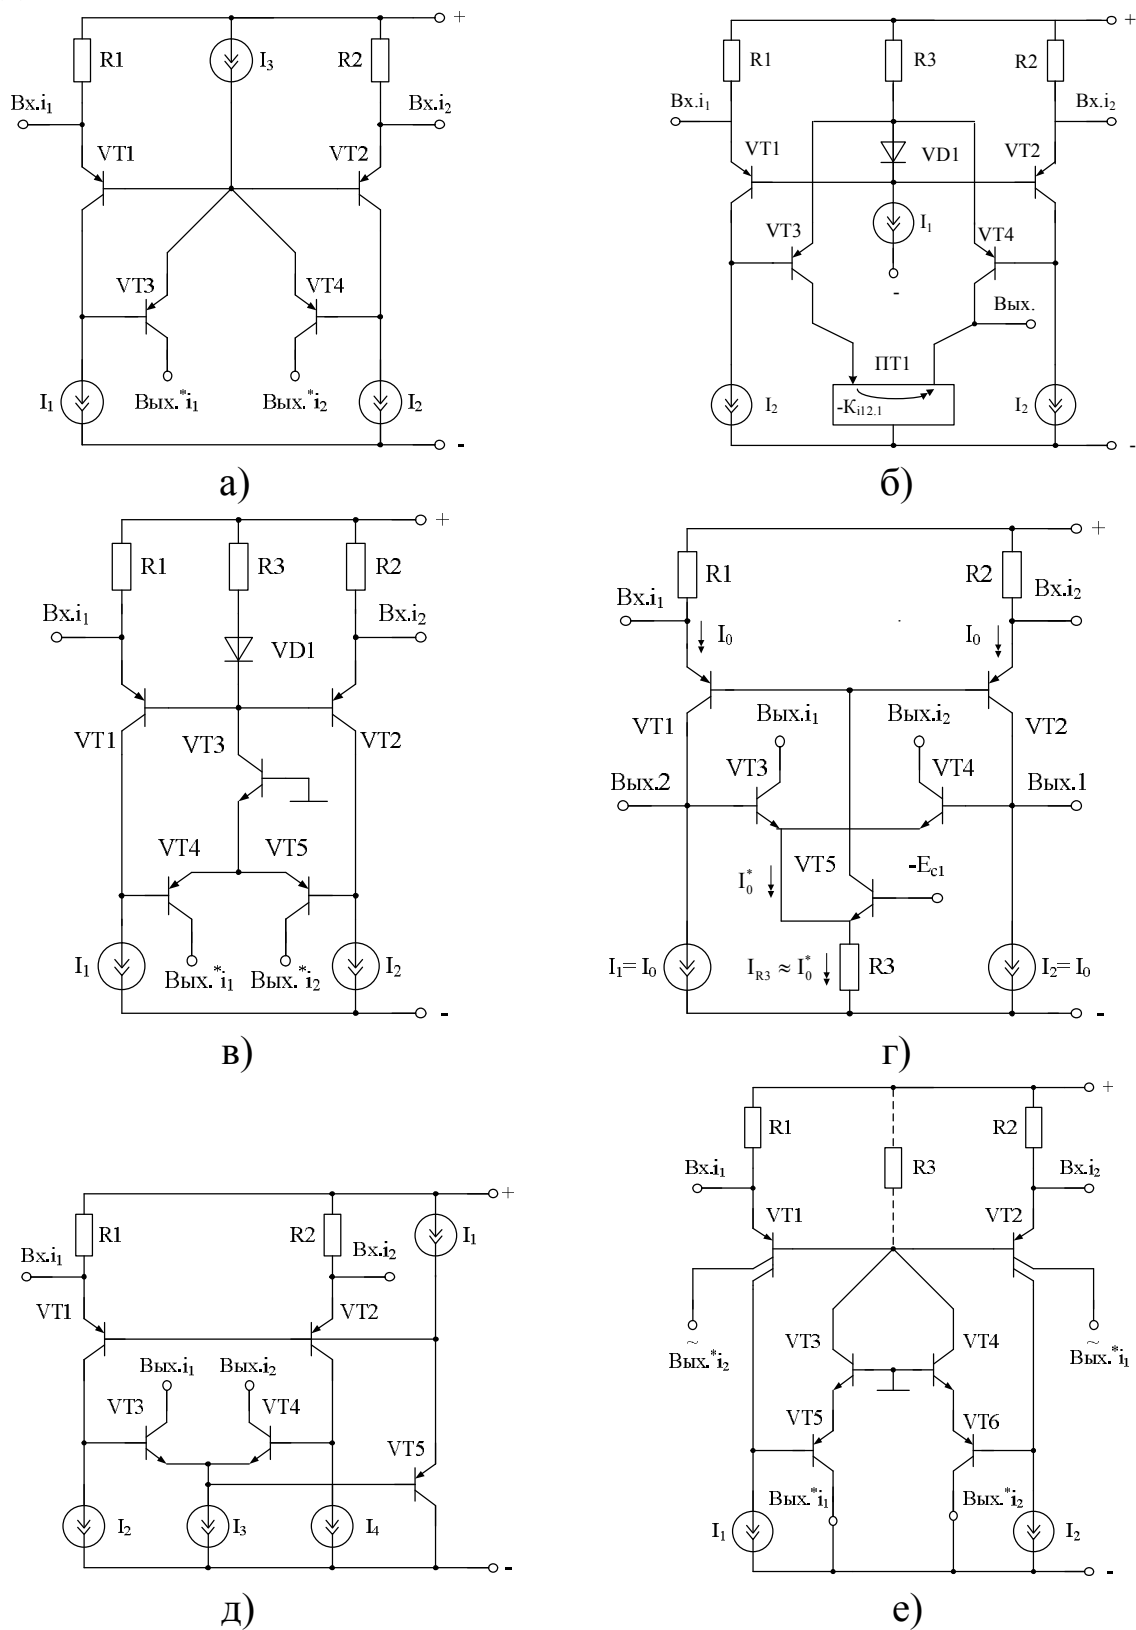 + +
R1 I₃ R2 R1 R3 R2
Вх.i₁ Вх.i₂ Вх.i₁ Вх.i₂
VT1 VT2 VT1 VD1 VT2
VT3 I₁ VT4
VT3 VT4 - Вых.
ПТ1
I₁ Вых.*i₁ Вых.*i₂ I₂ I₂ -Kᵢ₁₂.₁ I₂
- -
а) б)
+ +
R1 R3 R2 R1 R2
Вх.i₁ Вх.i₂ Вх.i₁ Вх.i₂
VD1 I₀ I₀
VT1 VT3 VT2 VT1 Вых.i₁ Вых.i₂ VT2
Вых.2 VT3 VT4 Вых.1
VT4 VT5 VT5 -Eс₁
I₀*
I₁ Вых.*i₁ Вых.*i₂ I₂ I₁= I₀ I_R3 ≈ I₀* R3 I₂= I₀
- -
в) г)
+
R1 R3 R2
Вх.i₁ Вх.i₂
+
R1 R2 I₁ VT1 VT2
Вх.i₁ Вх.i₂
VT1 VT2
Вых.i₁ Вых.i₂ ~ VT3 VT4 ~
Вых.*i₂ Вых.*i₁
VT3 VT4 VT5 VT5 VT6
Вых.*i₁ Вых.*i₂
I₂ I₃ I₄ I₁ I₂
- -
д) е)